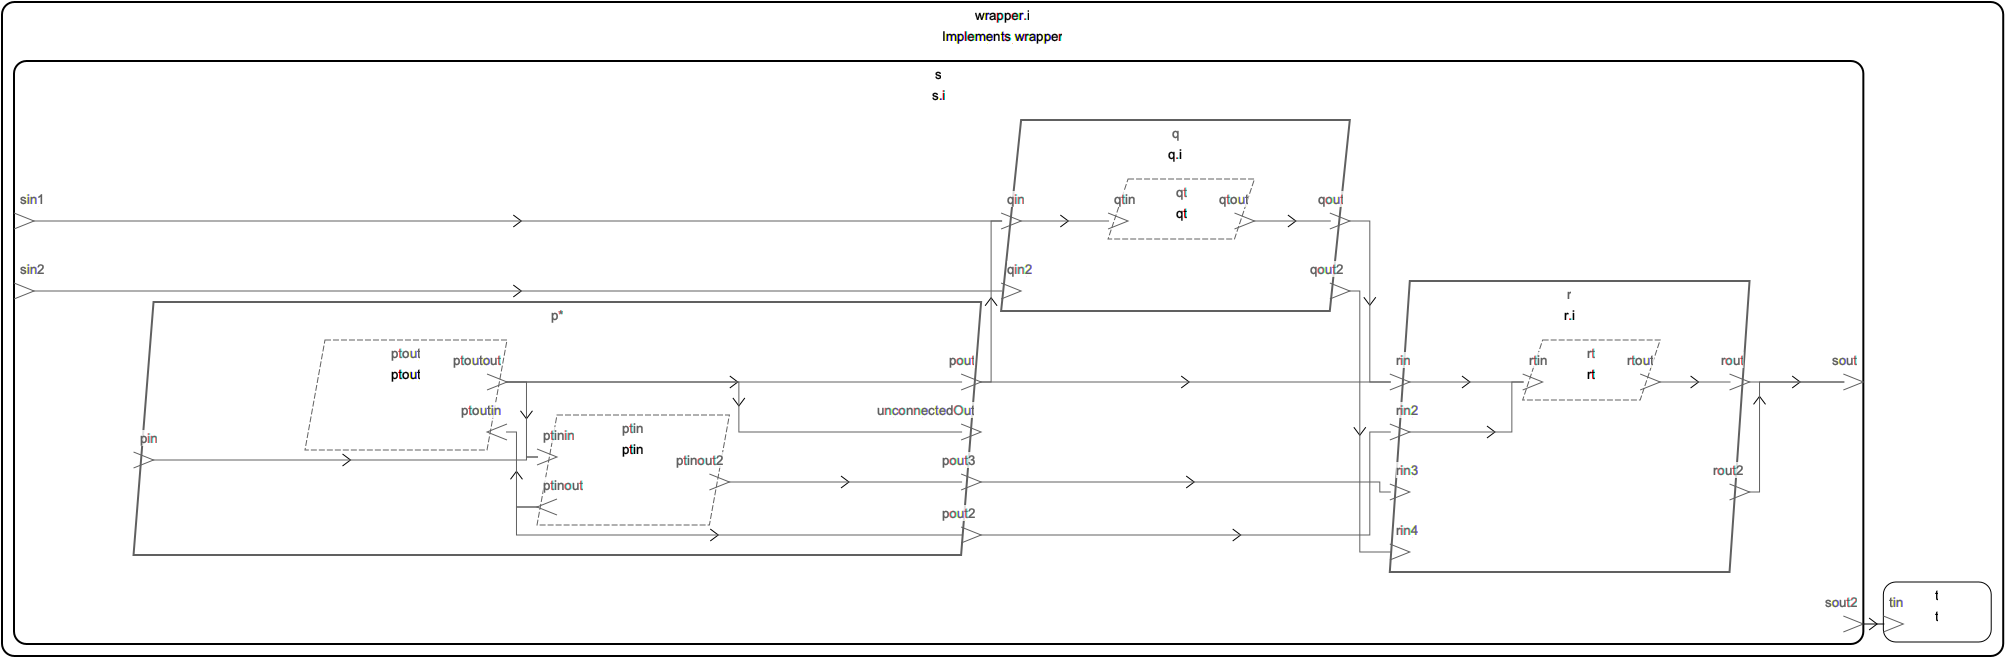 wrapper.i
Implements wrapper
s
s.i
q
q.i
sin1
qin
qtin
qt
qt
qtout
qout
sin2
qin2
qout2
p*
r
r.i
ptout
ptout
ptoutout
pout
rin
rtin
rt
rt
rtout
rout
sout
ptoutin
unconnectedOut
rin2
pin
ptinin
ptin
ptin
ptinout2
pout3
rin3
rout2
ptinout
pout2
rin4
sout2
tin
t
t